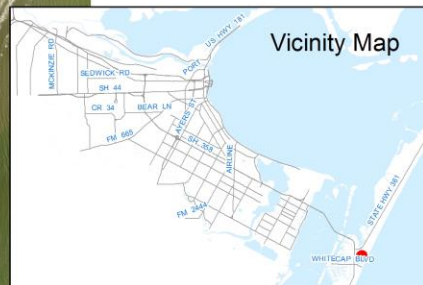 Vicinity Map
US HWY 181
MCKINZIE RD
PORT
SEDWICK RD
SH 44
CR 34
BEAR LN
AYERS ST
FM 665
SH 358
AIRLINE
STATE HWY 361
FM 2444
WHITECAP BLVD